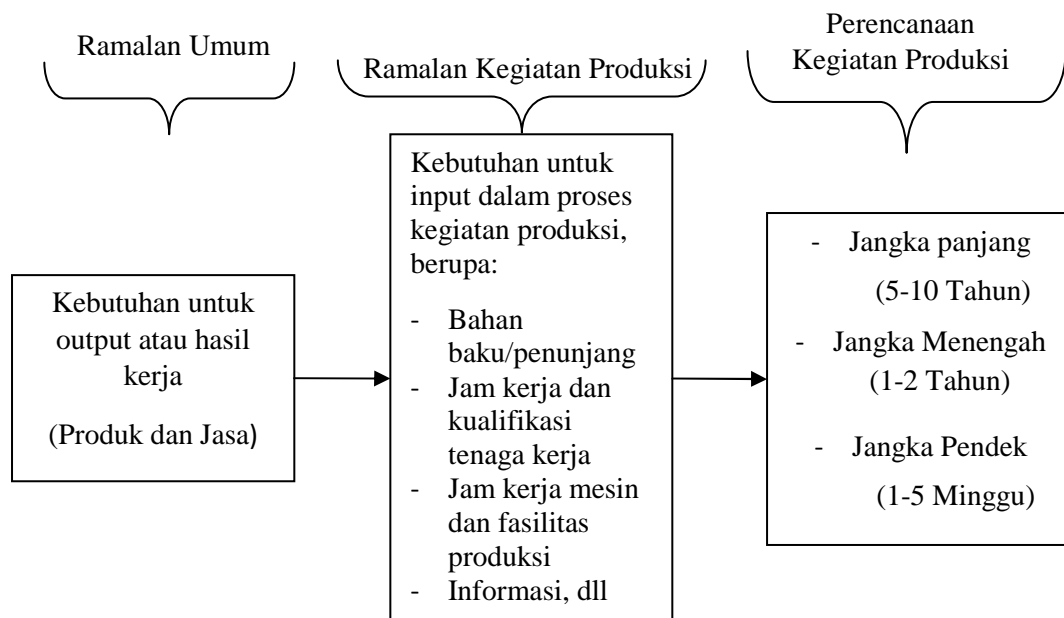 Ramalan Umum
Ramalan Kegiatan Produksi
Perencanaan
Kegiatan Produksi
Kebutuhan untuk
output atau hasil
kerja
(Produk dan Jasa)
Kebutuhan untuk
input dalam proses
kegiatan produksi,
berupa:
- Bahan
baku/penunjang
- Jam kerja dan
kualifikasi
tenaga kerja
- Jam kerja mesin
dan fasilitas
produksi
- Informasi, dll
- Jangka panjang
(5-10 Tahun)
- Jangka Menengah
(1-2 Tahun)
- Jangka Pendek
(1-5 Minggu)